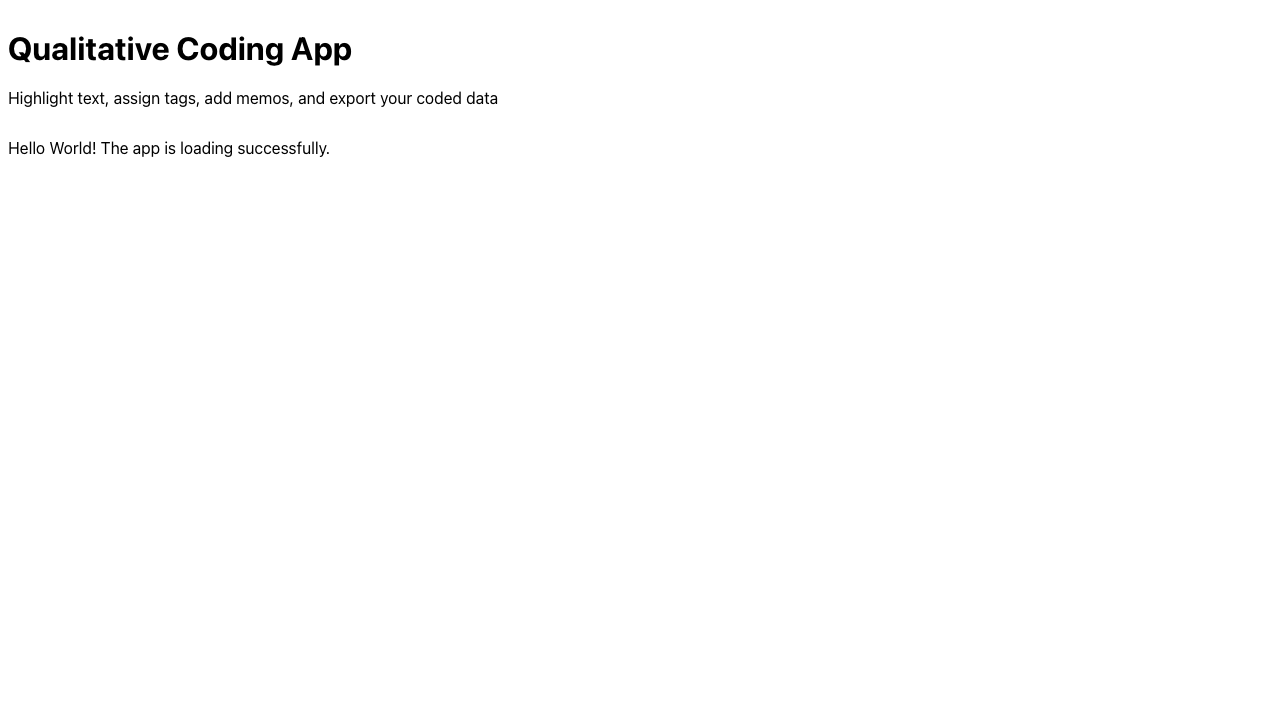 Qualitative Coding App
Highlight text, assign tags, add memos, and export your coded data
Hello World! The app is loading successfully.